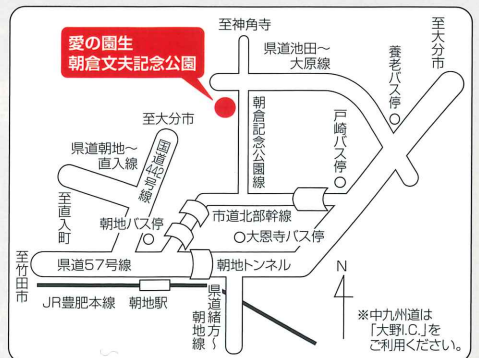 愛の園生
朝倉文夫記念公園
至神角寺
県道池田～
大原線
養老バス停
至大分市
至大分市
県道朝地～
直入線
国道442号線
朝倉記念公園線
戸崎バス停
至直入町
朝地バス停
市道北部幹線
大恩寺バス停
至竹田市
県道57号線
朝地トンネル
JR豊肥本線
朝地駅
県道緒方～
朝地線
N
※中九州道は
「大野I.C.」を
ご利用ください。